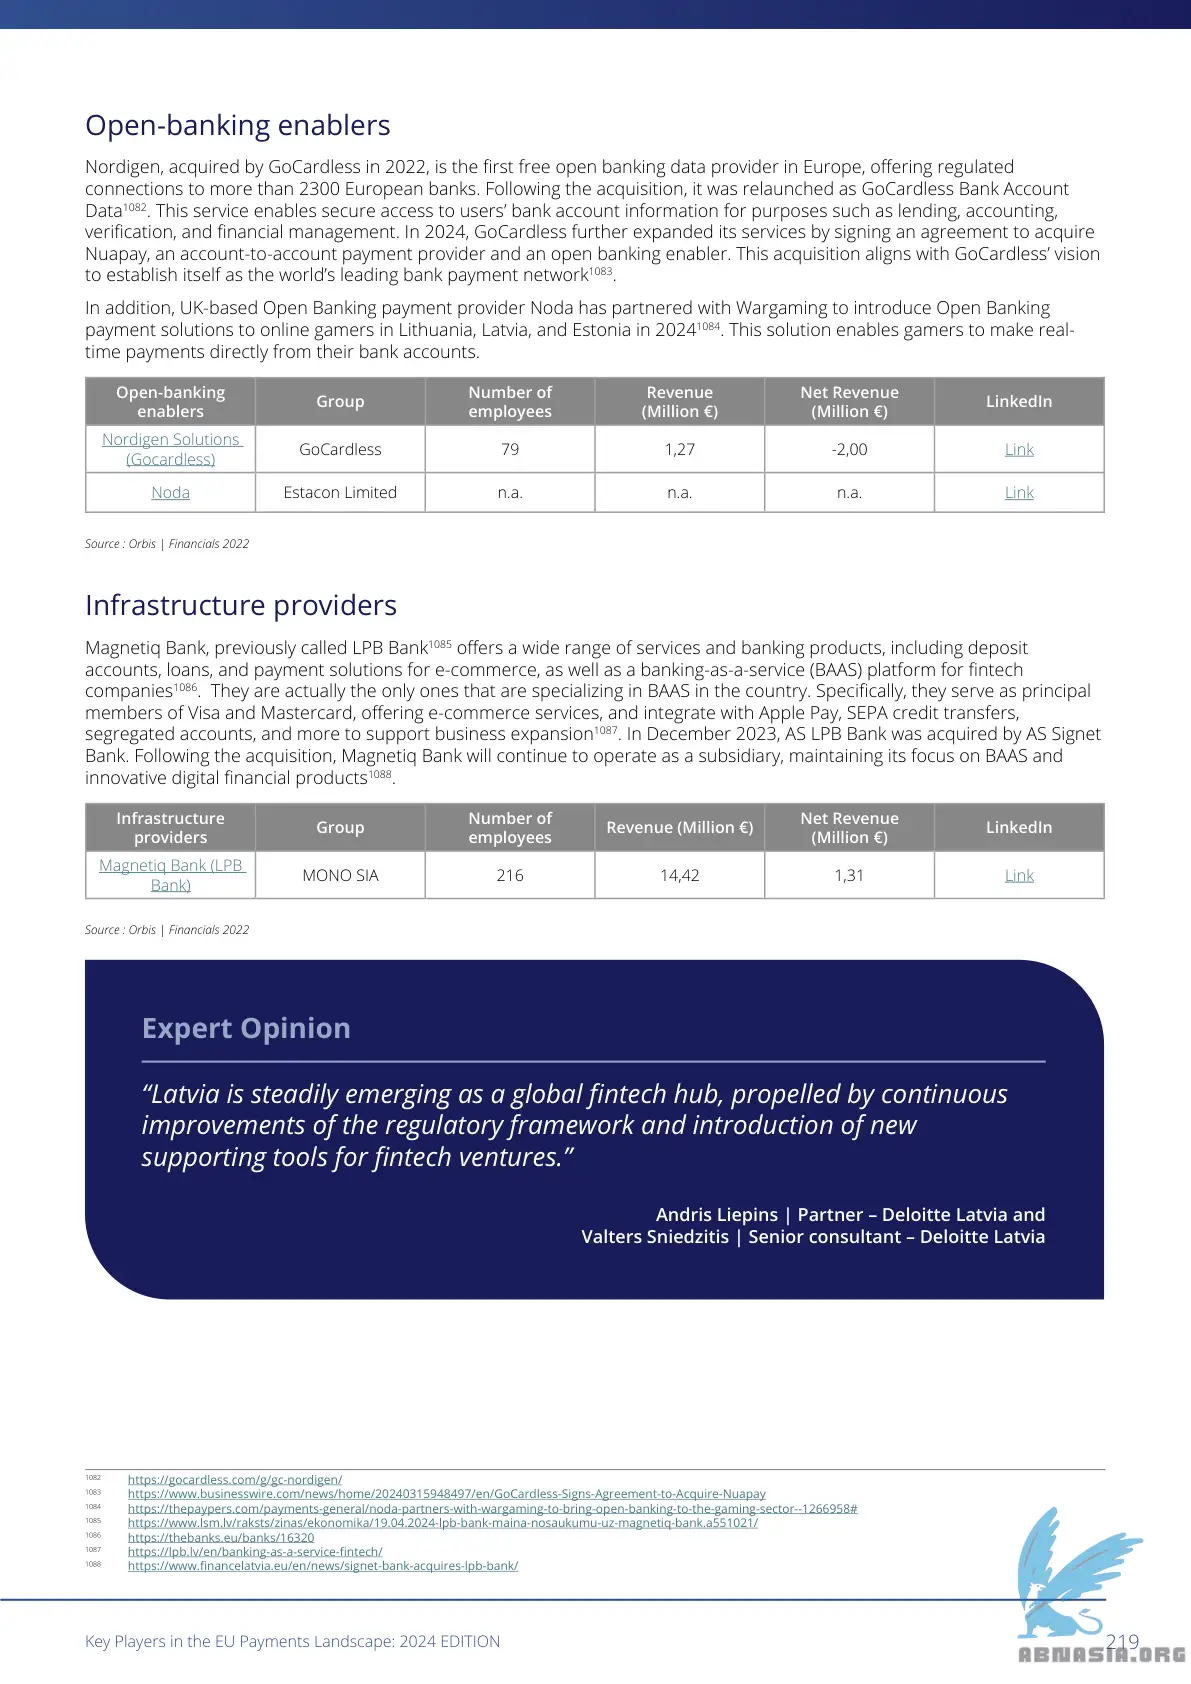 Open-banking enablers
Nordigen, acquired by GoCardless in 2022, is the first free open banking data provider in Europe, offering regulated
connections to more than 2300 European banks. Following the acquisition, it was relaunched as GoCardless Bank Account
Data1082. This service enables secure access to users’ bank account information for purposes such as lending, accounting,
verification, and financial management. In 2024, GoCardless further expanded its services by signing an agreement to acquire
Nuapay, an account-to-account payment provider and an open banking enabler. This acquisition aligns with GoCardless’ vision
to establish itself as the world’s leading bank payment network1083.
In addition, UK-based Open Banking payment provider Noda has partnered with Wargaming to introduce Open Banking
payment solutions to online gamers in Lithuania, Latvia, and Estonia in 20241084. This solution enables gamers to make real-
time payments directly from their bank accounts.
Open-banking enablers | Group | Number of employees | Revenue (Million €) | Net Revenue (Million €) | LinkedIn
Nordigen Solutions (Gocardless) | GoCardless | 79 | 1,27 | -2,00 | Link
Noda | Estacon Limited | n.a. | n.a. | n.a. | Link
Source : Orbis | Financials 2022
Infrastructure providers
Magnetiq Bank, previously called LPB Bank1085 offers a wide range of services and banking products, including deposit
accounts, loans, and payment solutions for e-commerce, as well as a banking-as-a-service (BAAS) platform for fintech
companies1086. They are actually the only ones that are specializing in BAAS in the country. Specifically, they serve as principal
members of Visa and Mastercard, offering e-commerce services, and integrate with Apple Pay, SEPA credit transfers,
segregated accounts, and more to support business expansion1087. In December 2023, AS LPB Bank was acquired by AS Signet
Bank. Following the acquisition, Magnetiq Bank will continue to operate as a subsidiary, maintaining its focus on BAAS and
innovative digital financial products1088.
Infrastructure providers | Group | Number of employees | Revenue (Million €) | Net Revenue (Million €) | LinkedIn
Magnetiq Bank (LPB Bank) | MONO SIA | 216 | 14,42 | 1,31 | Link
Source : Orbis | Financials 2022
Expert Opinion
“Latvia is steadily emerging as a global fintech hub, propelled by continuous
improvements of the regulatory framework and introduction of new
supporting tools for fintech ventures.”
Andris Liepins | Partner – Deloitte Latvia and
Valters Sniedzitis | Senior consultant – Deloitte Latvia
1082 https://gocardless.com/g/gc-nordigen/
1083 https://www.businesswire.com/news/home/20240315948497/en/GoCardless-Signs-Agreement-to-Acquire-Nuapay
1084 https://thepaypers.com/payments-general/noda-partners-with-wargaming-to-bring-open-banking-to-the-gaming-sector--1266958#
1085 https://www.lsm.lv/raksts/zinas/ekonomika/19.04.2024-lpb-bank-maina-nosaukumu-uz-magnetiq-bank.a551021/
1086 https://thebanks.eu/banks/16320
1087 https://lpb.lv/en/banking-as-a-service-fintech/
1088 https://www.financelatvia.eu/en/news/signet-bank-acquires-lpb-bank/
Key Players in the EU Payments Landscape: 2024 EDITION
219
ABNASIA.ORG